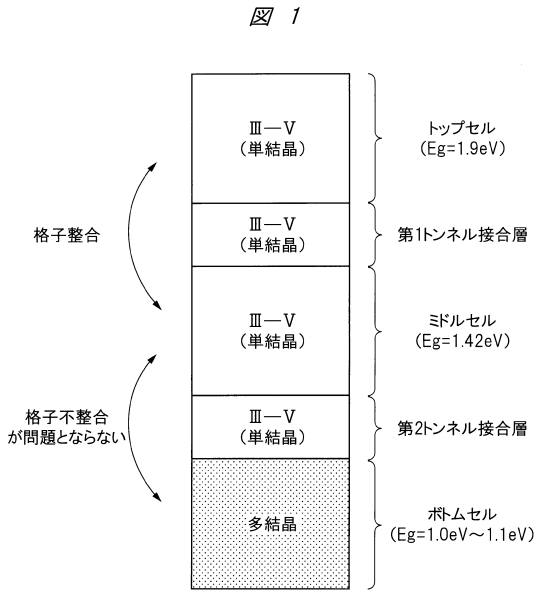 図 1
Ⅲ―Ⅴ
(単結晶)
トップセル
(Eg=1.9eV)
格子整合
Ⅲ―Ⅴ
(単結晶)
第1トンネル接合層
Ⅲ―Ⅴ
(単結晶)
ミドルセル
(Eg=1.42eV)
格子不整合
が問題とならない
Ⅲ―Ⅴ
(単結晶)
第2トンネル接合層
多結晶
ボトムセル
(Eg=1.0eV～1.1eV)